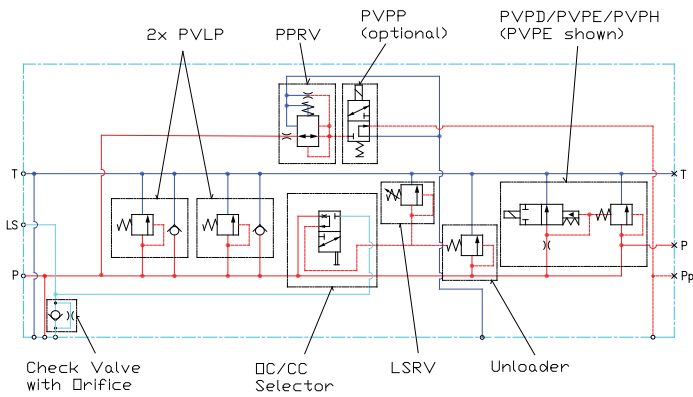 2x PVLP
PPRV
PVPP
(optional)
PVPD/PVPE/PVPH
(PVPE shown)
T
T
LS
P
P
Pp
Check Valve
with Orifice
OC/CC
Selector
LSRV
Unloader